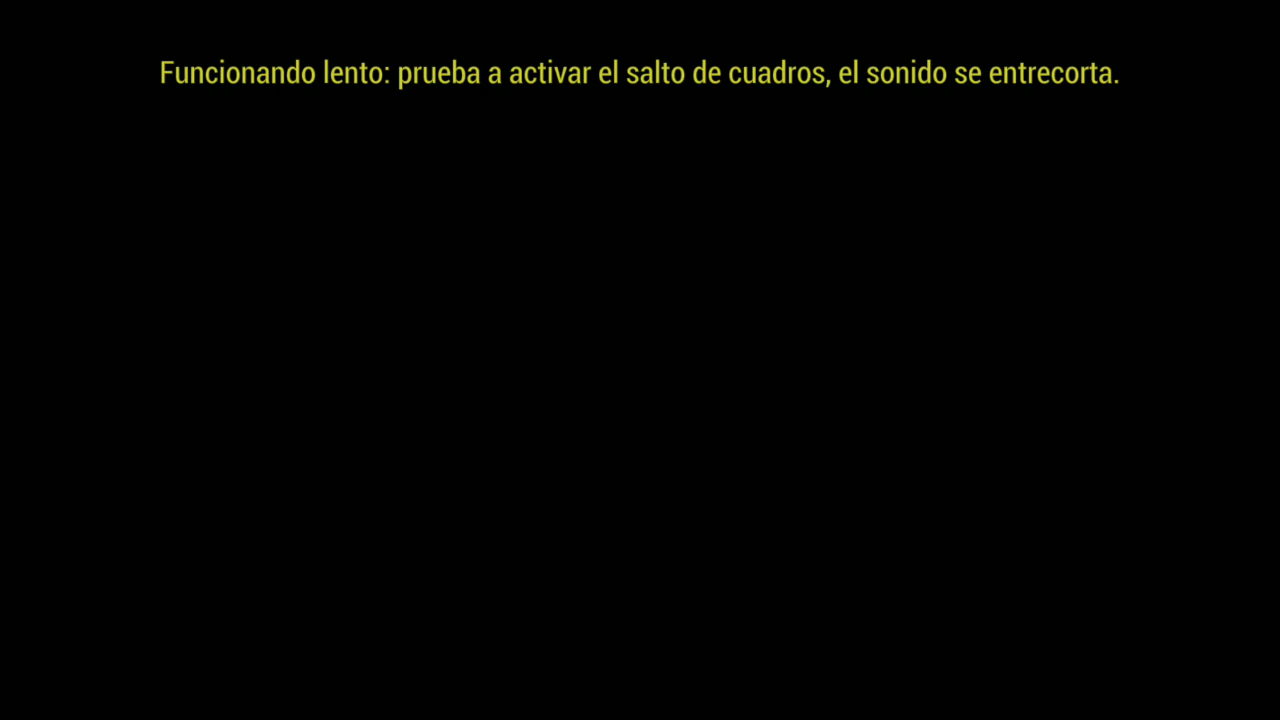 Funcionando lento: prueba a activar el salto de cuadros, el sonido se entrecorta.